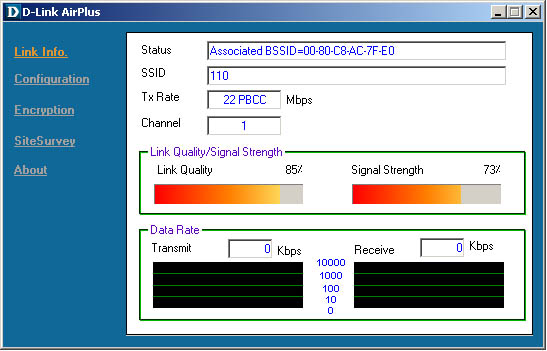 D D-Link AirPlus
Link Info.
Configuration
Encryption
SiteSurvey
About
Status Associated BSSID=00-80-C8-AC-7F-E0
SSID 110
Tx Rate 22 PBCC Mbps
Channel 1
Link Quality/Signal Strength
Link Quality 85% Signal Strength 73%
Data Rate
Transmit 0 Kbps Receive 0 Kbps
10000
1000
100
10
0